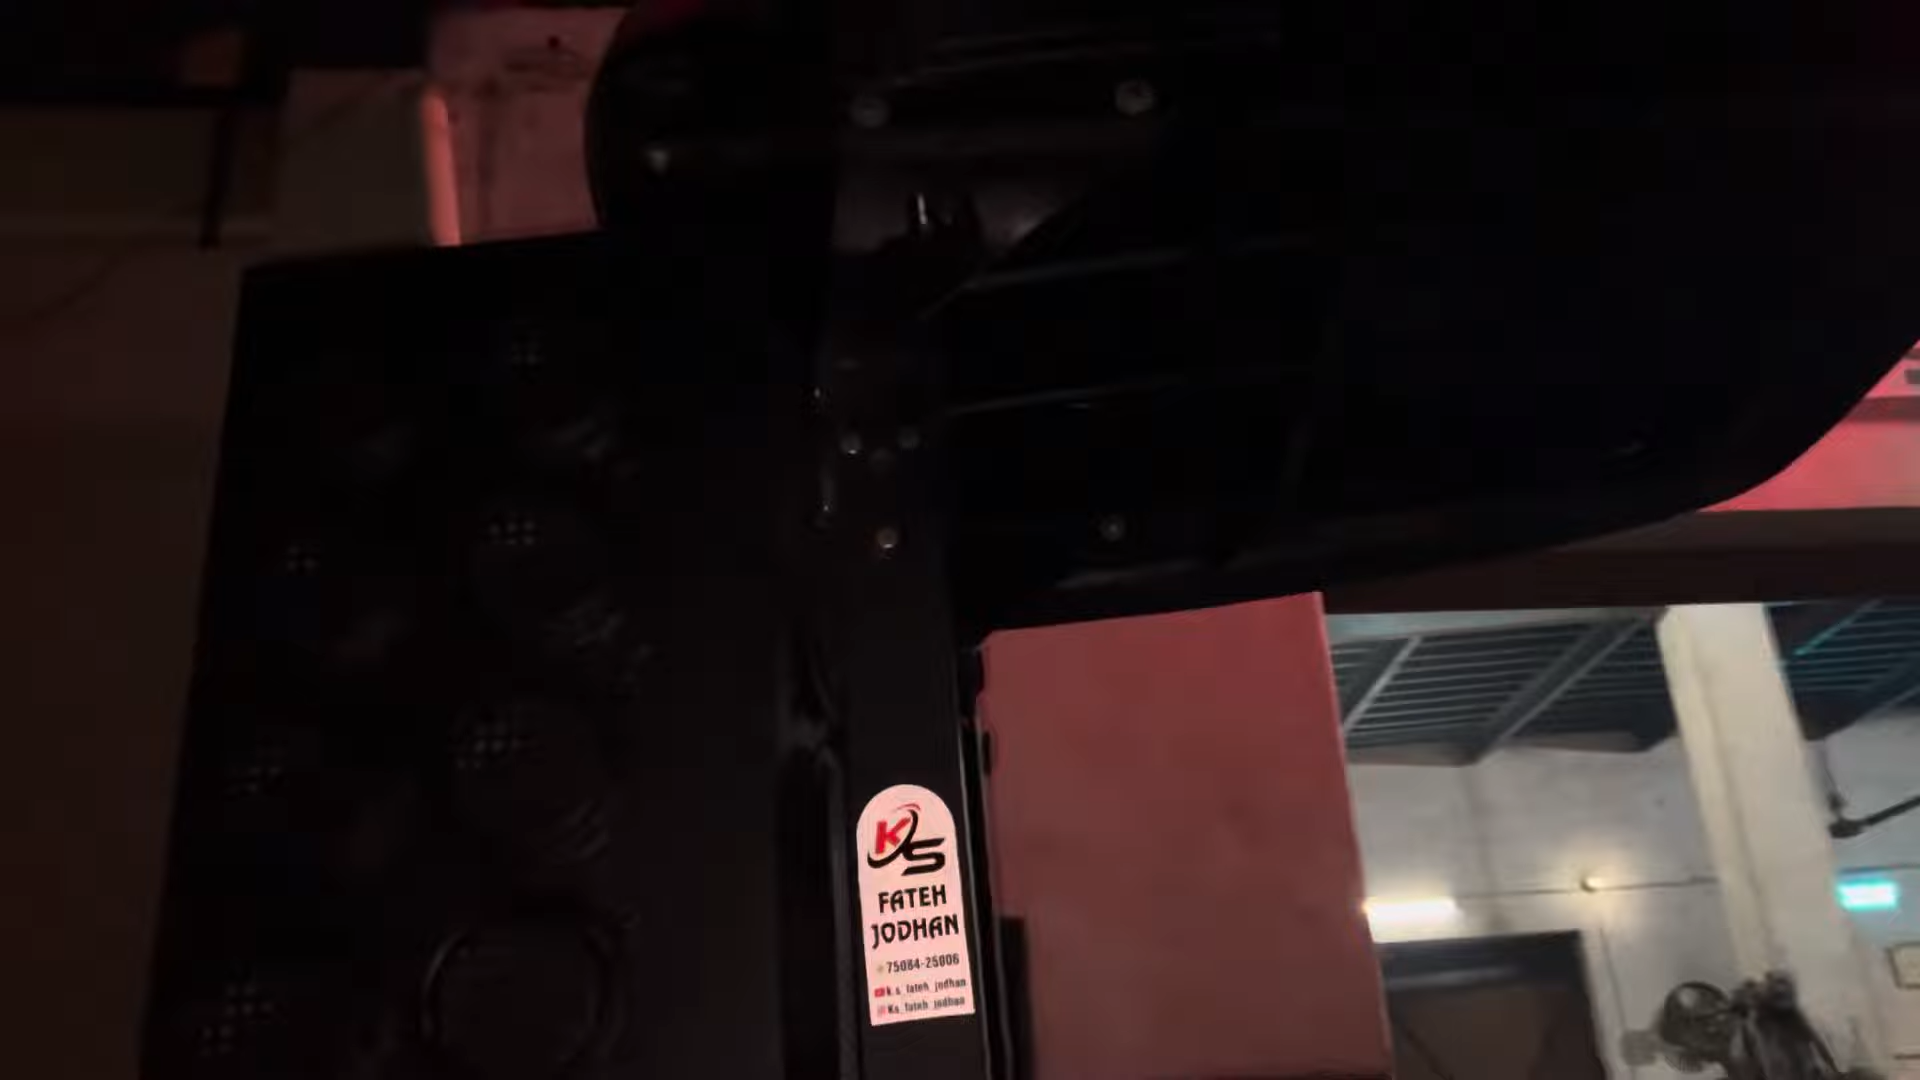 KS
FATEH
JODHAN
75084-25006
k.s_fateh_jodhan
Ks_fateh_jodhan